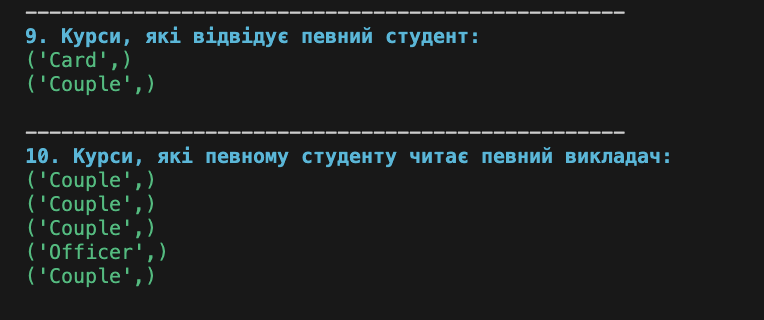 --------------------------------------------------
9. Курси, які відвідує певний студент:
('Card',)
('Couple',)
--------------------------------------------------
10. Курси, які певному студенту читає певний викладач:
('Couple',)
('Couple',)
('Couple',)
('Officer',)
('Couple',)